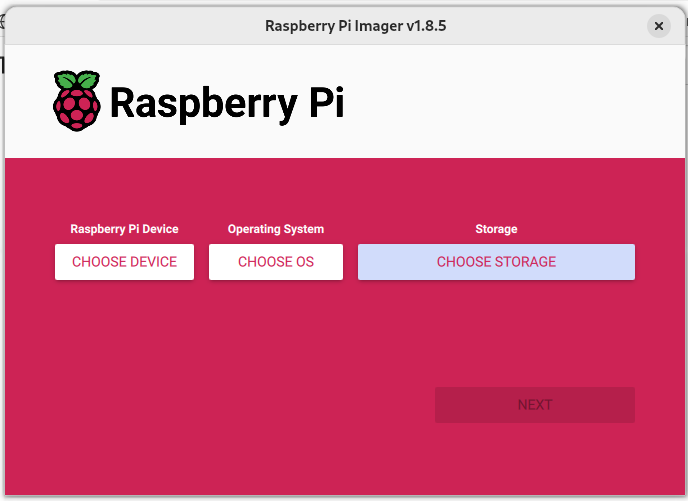 Raspberry Pi Imager v1.8.5
Raspberry Pi
Raspberry Pi Device
Operating System
Storage
CHOOSE DEVICE
CHOOSE OS
CHOOSE STORAGE
NEXT